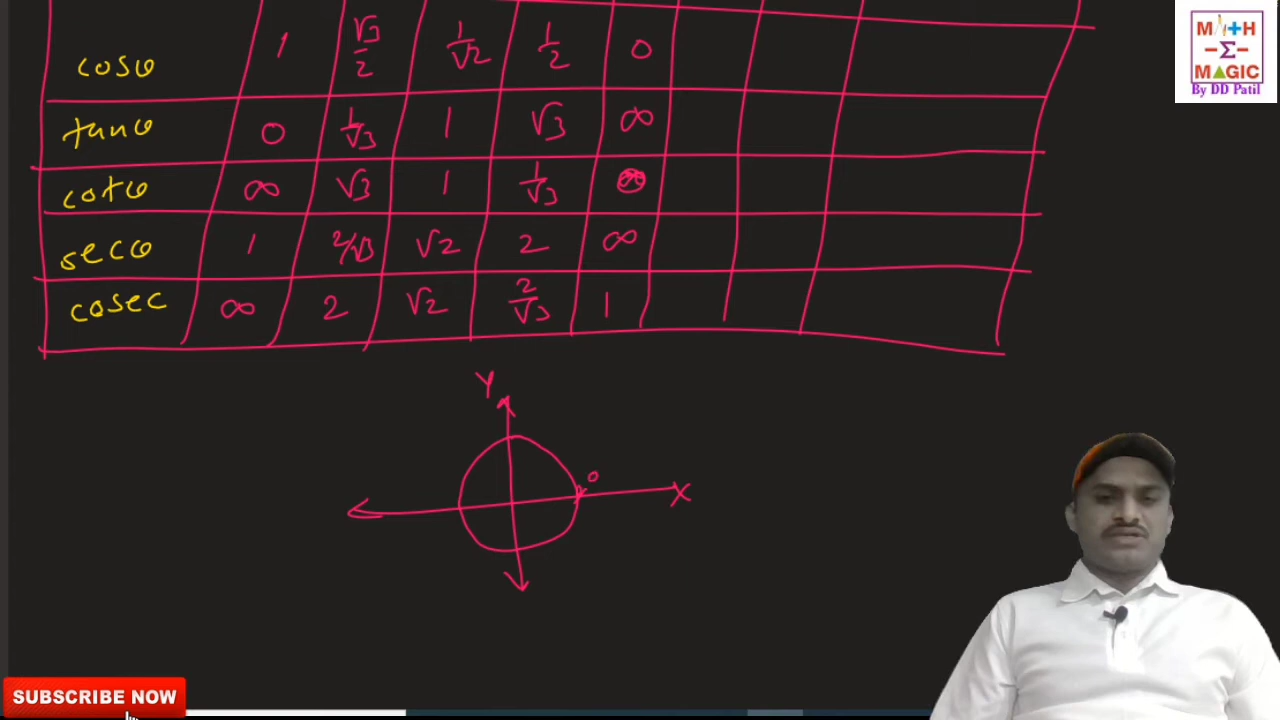 cosθ 1 √3/2 1/√2 1/2 0
tanθ 0 1/√3 1 √3 ∞
cotθ ∞ √3 1 1/√3
secθ 1 2/√3 √2 2 ∞
cosec ∞ 2 √2 2/√3 1
Y
0
X
MATH
-Σ-
MAGIC
By DD Patil
SUBSCRIBE NOW